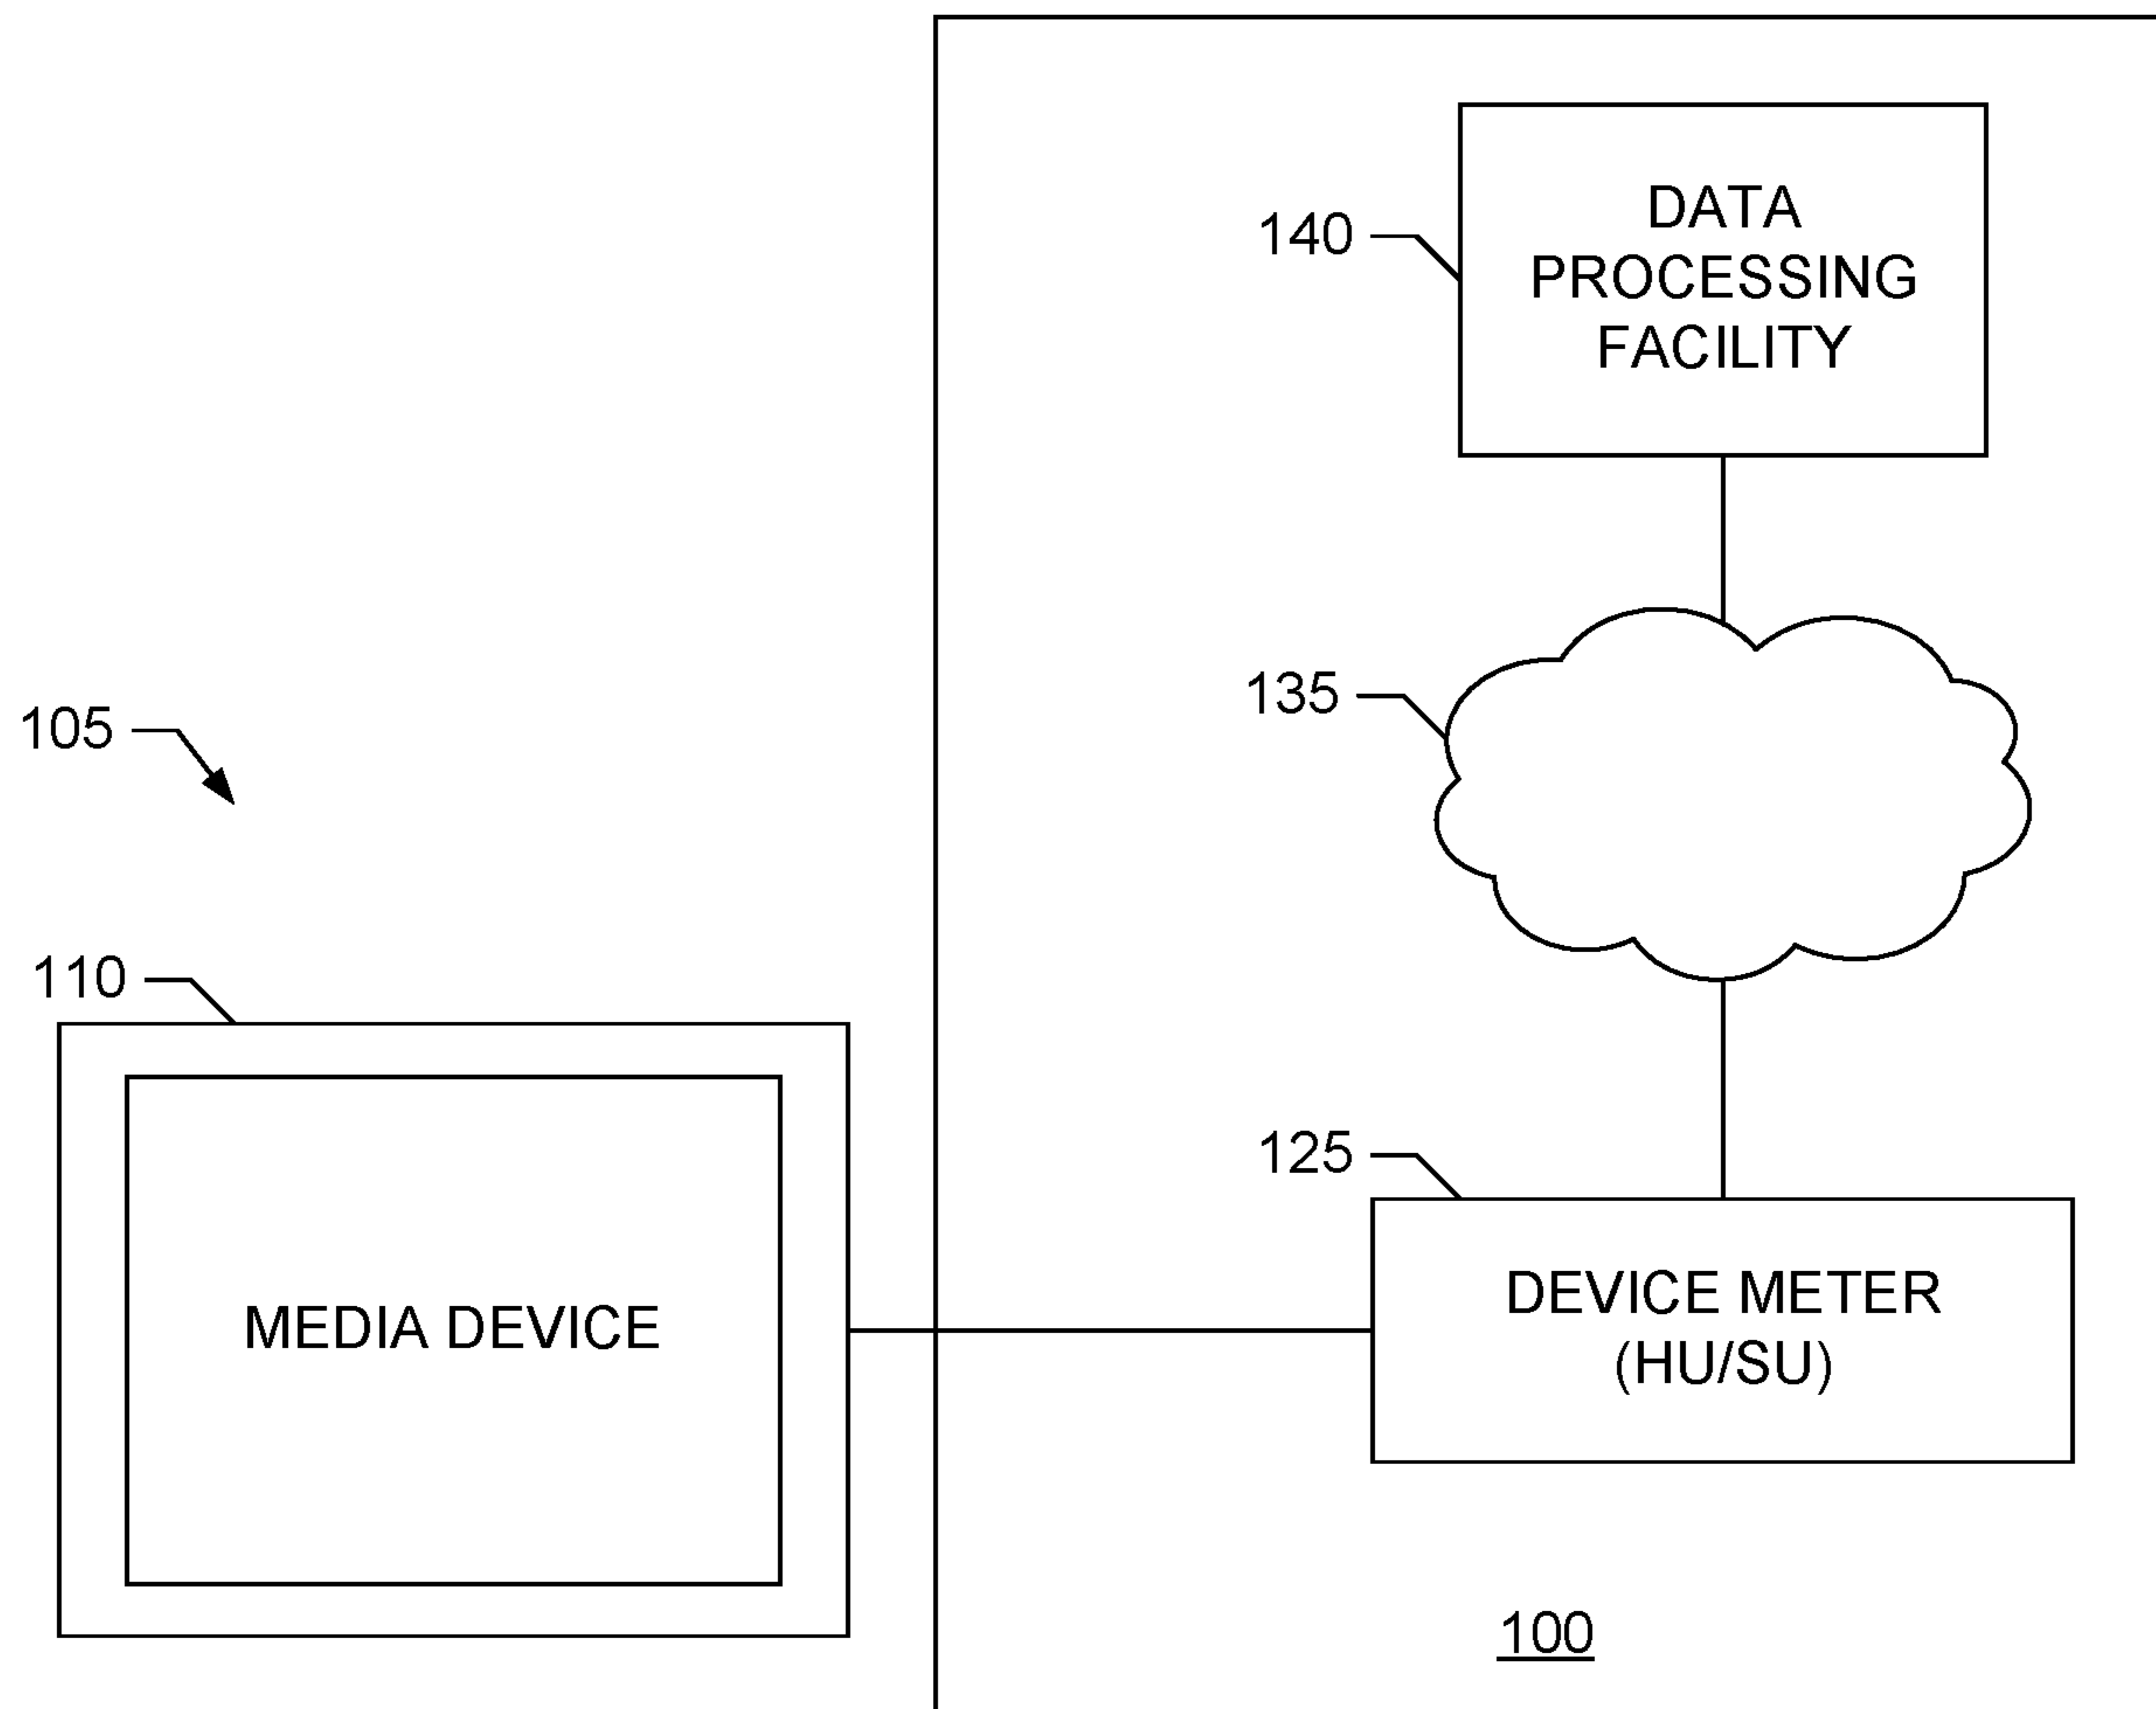 140
DATA
PROCESSING
FACILITY
135
105
110
125
MEDIA DEVICE
DEVICE METER
(HU/SU)
100